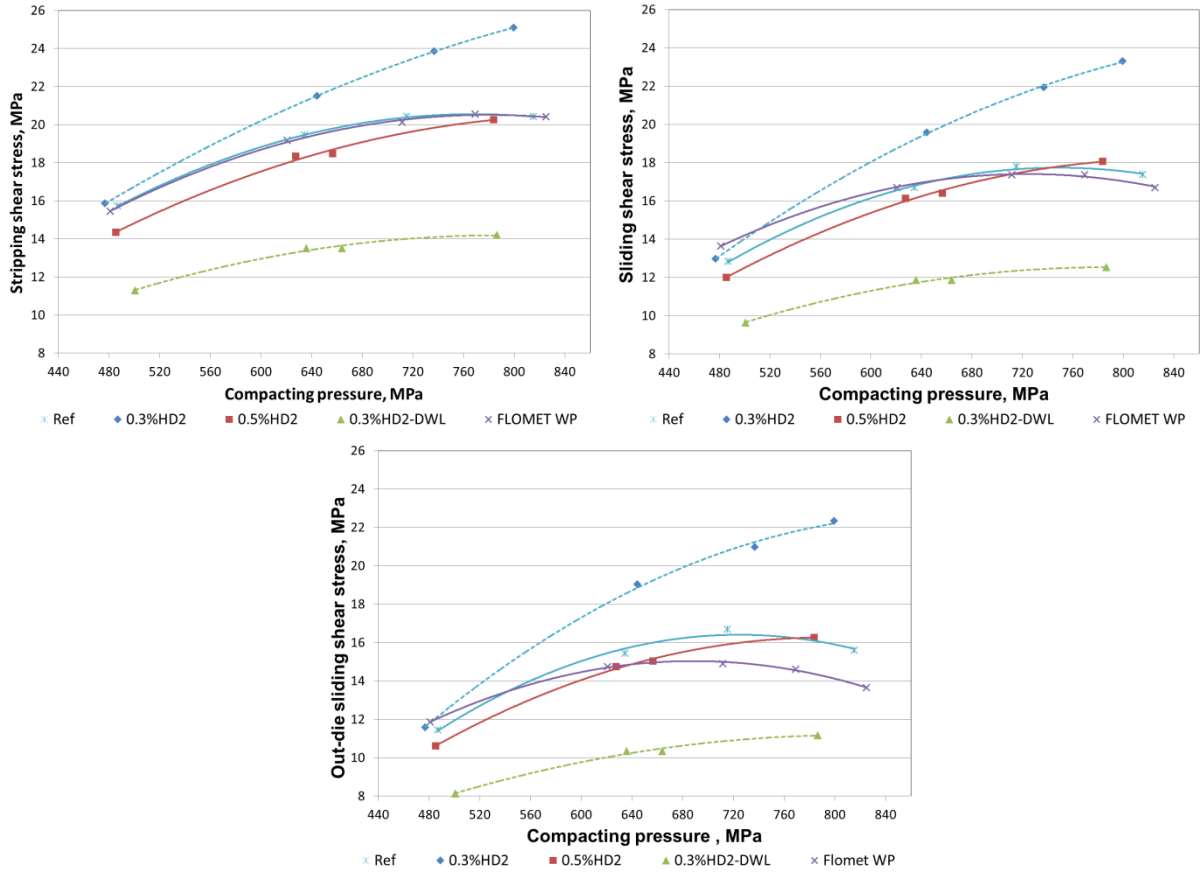 Stripping shear stress, MPa
26
24
22
20
18
16
14
12
10
8
440 480 520 560 600 640 680 720 760 800 840
Compacting pressure, MPa
Ref 0.3%HD2 0.5%HD2 0.3%HD2-DWL FLOMET WP
Sliding shear stress, MPa
26
24
22
20
18
16
14
12
10
8
440 480 520 560 600 640 680 720 760 800 840
Compacting pressure, MPa
Ref 0.3%HD2 0.5%HD2 0.3%HD2-DWL FLOMET WP
Out-die sliding shear stress, MPa
26
24
22
20
18
16
14
12
10
8
440 480 520 560 600 640 680 720 760 800 840
Compacting pressure , MPa
Ref 0.3%HD2 0.5%HD2 0.3%HD2-DWL Flomet WP